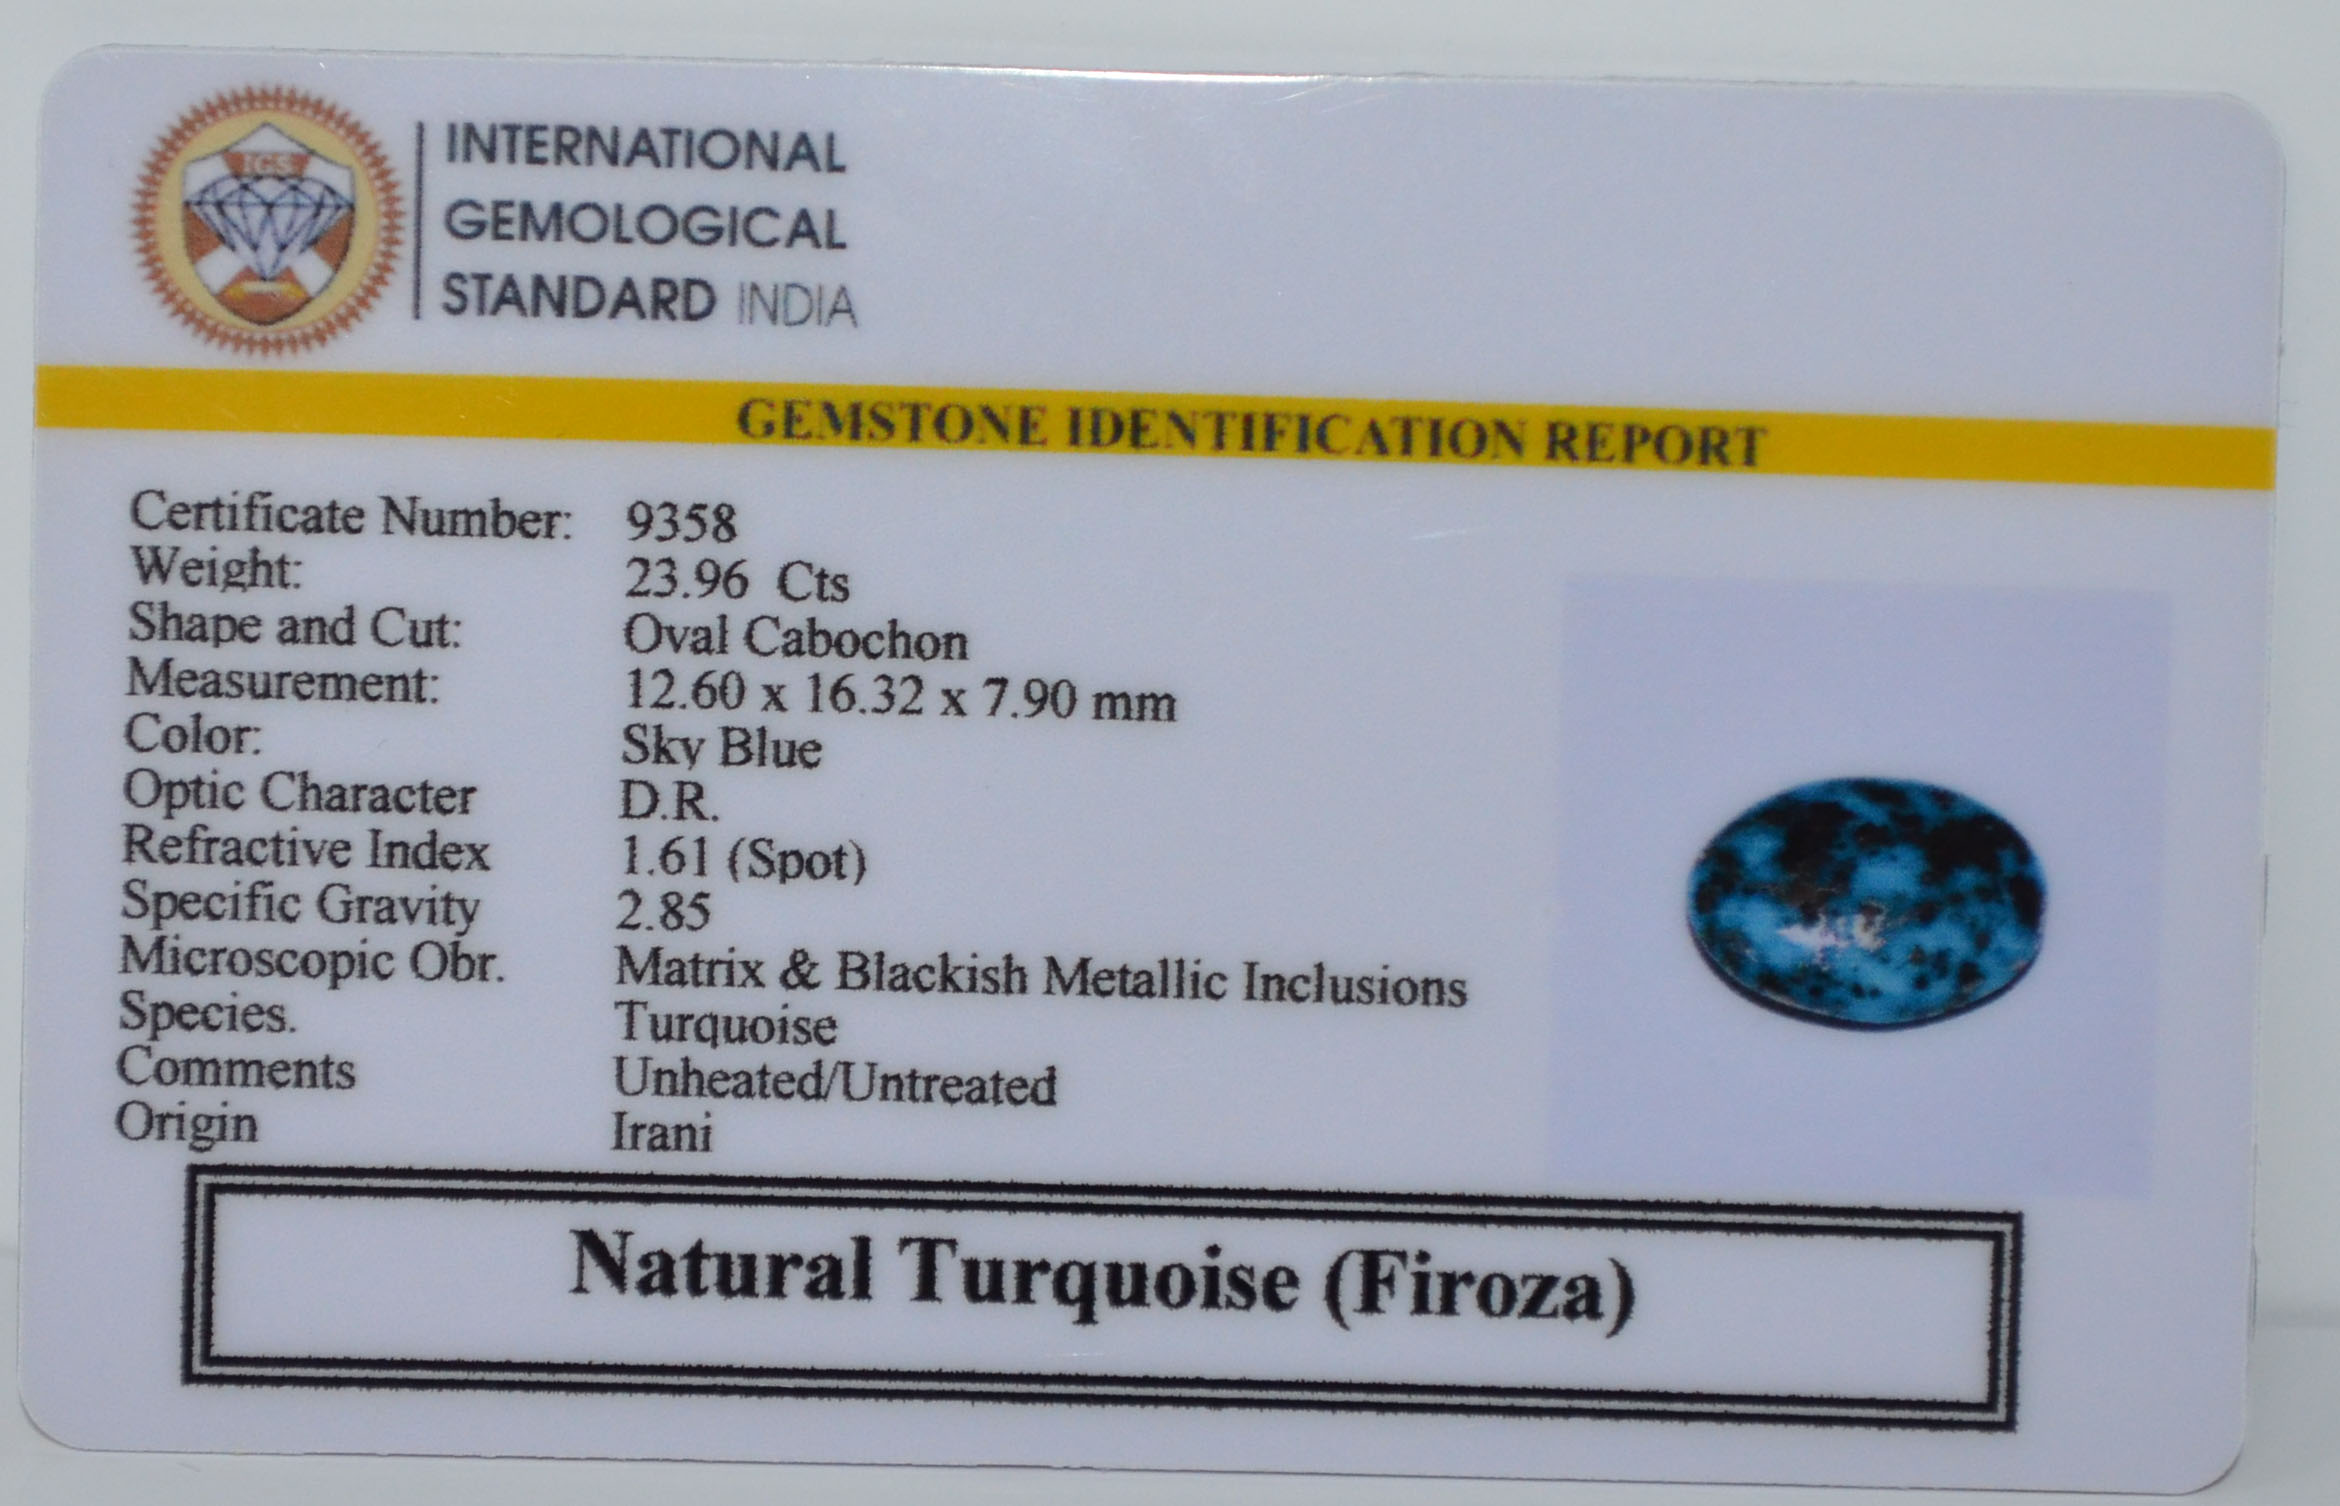 IGS
INTERNATIONAL
GEMOLOGICAL
STANDARD INDIA
GEMSTONE IDENTIFICATION REPORT
Certificate Number: 9358
Weight: 23.96 Cts
Shape and Cut: Oval Cabochon
Measurement: 12.60 x 16.32 x 7.90 mm
Color: Sky Blue
Optic Character D.R.
Refractive Index 1.61 (Spot)
Specific Gravity 2.85
Microscopic Obr. Matrix & Blackish Metallic Inclusions
Species. Turquoise
Comments Unheated/Untreated
Origin Irani
Natural Turquoise (Firoza)